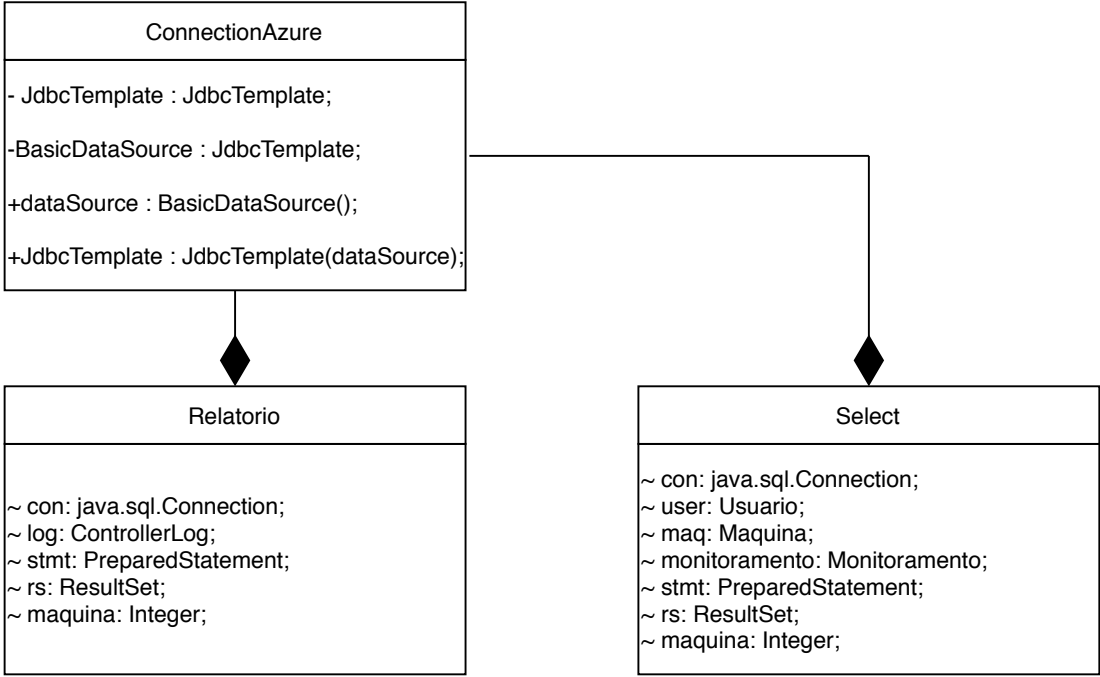 ConnectionAzure
- JdbcTemplate : JdbcTemplate;
-BasicDataSource : JdbcTemplate;
+dataSource : BasicDataSource();
+JdbcTemplate : JdbcTemplate(dataSource);
Relatorio
~ con: java.sql.Connection;
~ log: ControllerLog;
~ stmt: PreparedStatement;
~ rs: ResultSet;
~ maquina: Integer;
Select
~ con: java.sql.Connection;
~ user: Usuario;
~ maq: Maquina;
~ monitoramento: Monitoramento;
~ stmt: PreparedStatement;
~ rs: ResultSet;
~ maquina: Integer;